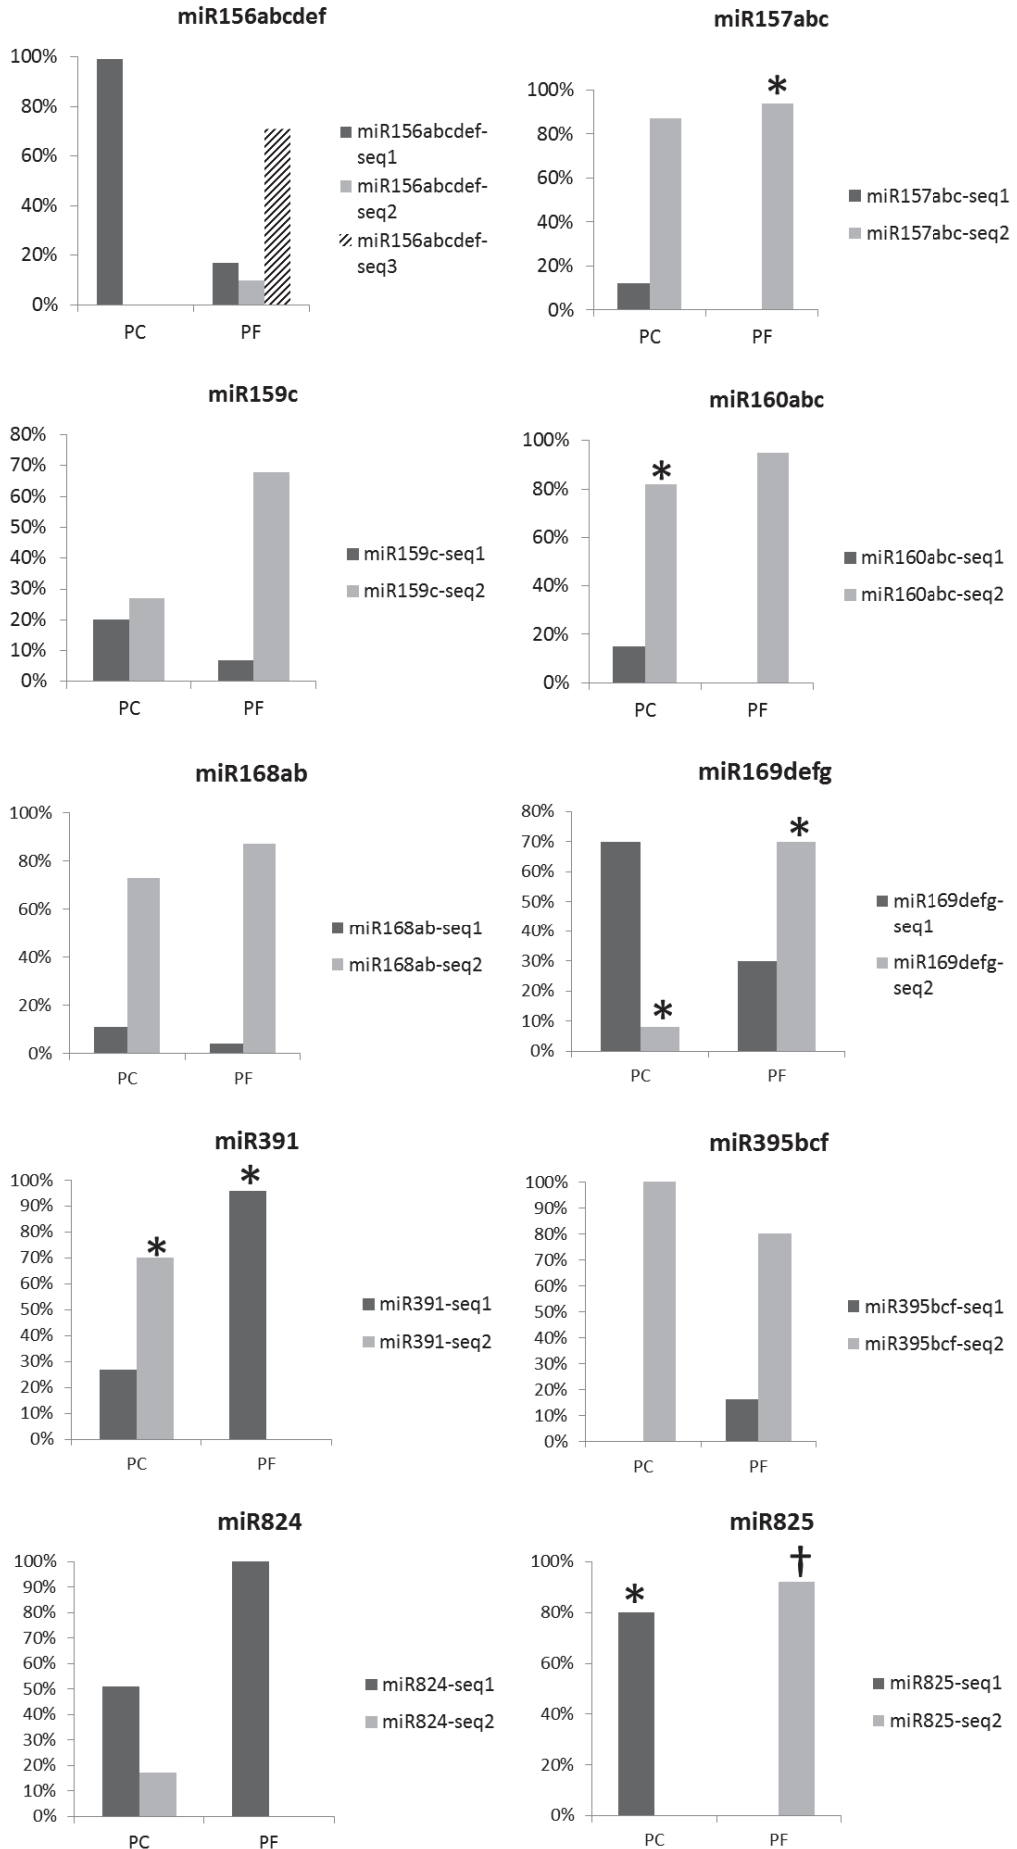 miR156abcdef
100%
80%
60%
40%
20%
0%
PC
PF
miR156abcdef-
seq1
miR156abcdef-
seq2
miR156abcdef-
seq3
miR157abc
*
100%
80%
60%
40%
20%
0%
PC
PF
miR157abc-seq1
miR157abc-seq2
miR159c
80%
70%
60%
50%
40%
30%
20%
10%
0%
PC
PF
miR159c-seq1
miR159c-seq2
miR160abc
100%
*
80%
60%
40%
20%
0%
PC
PF
miR160abc-seq1
miR160abc-seq2
miR168ab
100%
80%
60%
40%
20%
0%
PC
PF
miR168ab-seq1
miR168ab-seq2
miR169defg
80%
*
70%
60%
50%
40%
30%
20%
*
10%
0%
PC
PF
miR169defg-
seq1
miR169defg-
seq2
miR391
*
100%
90%
80%
*
70%
60%
50%
40%
30%
20%
10%
0%
PC
PF
miR391-seq1
miR391-seq2
miR395bcf
100%
90%
80%
70%
60%
50%
40%
30%
20%
10%
0%
PC
PF
miR395bcf-seq1
miR395bcf-seq2
miR824
100%
90%
80%
70%
60%
50%
40%
30%
20%
10%
0%
PC
PF
miR824-seq1
miR824-seq2
miR825
†
100%
*
80%
60%
40%
20%
0%
PC
PF
miR825-seq1
miR825-seq2